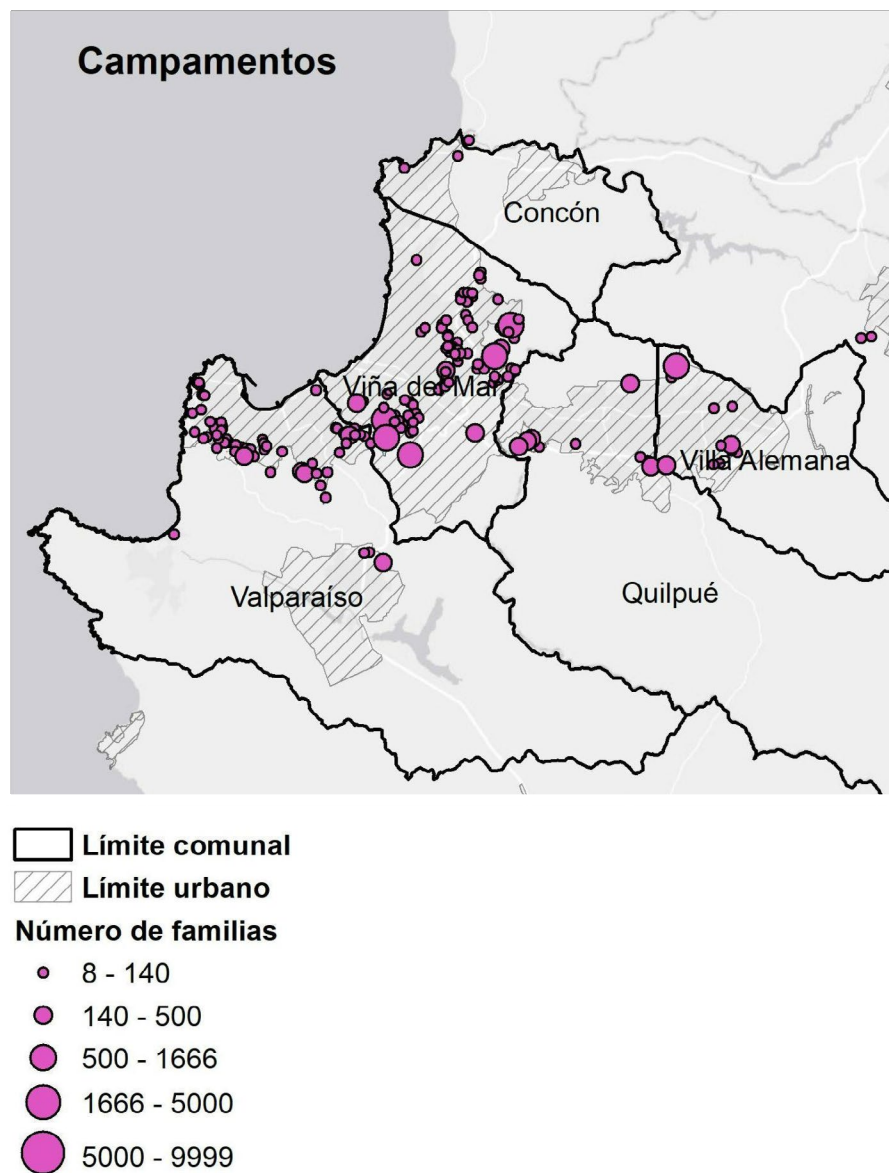 Campamentos
Concón
Viña del Mar
Villa Alemana
Valparaíso
Quilpué
Límite comunal
Límite urbano
Número de familias
8 - 140
140 - 500
500 - 1666
1666 - 5000
5000 - 9999